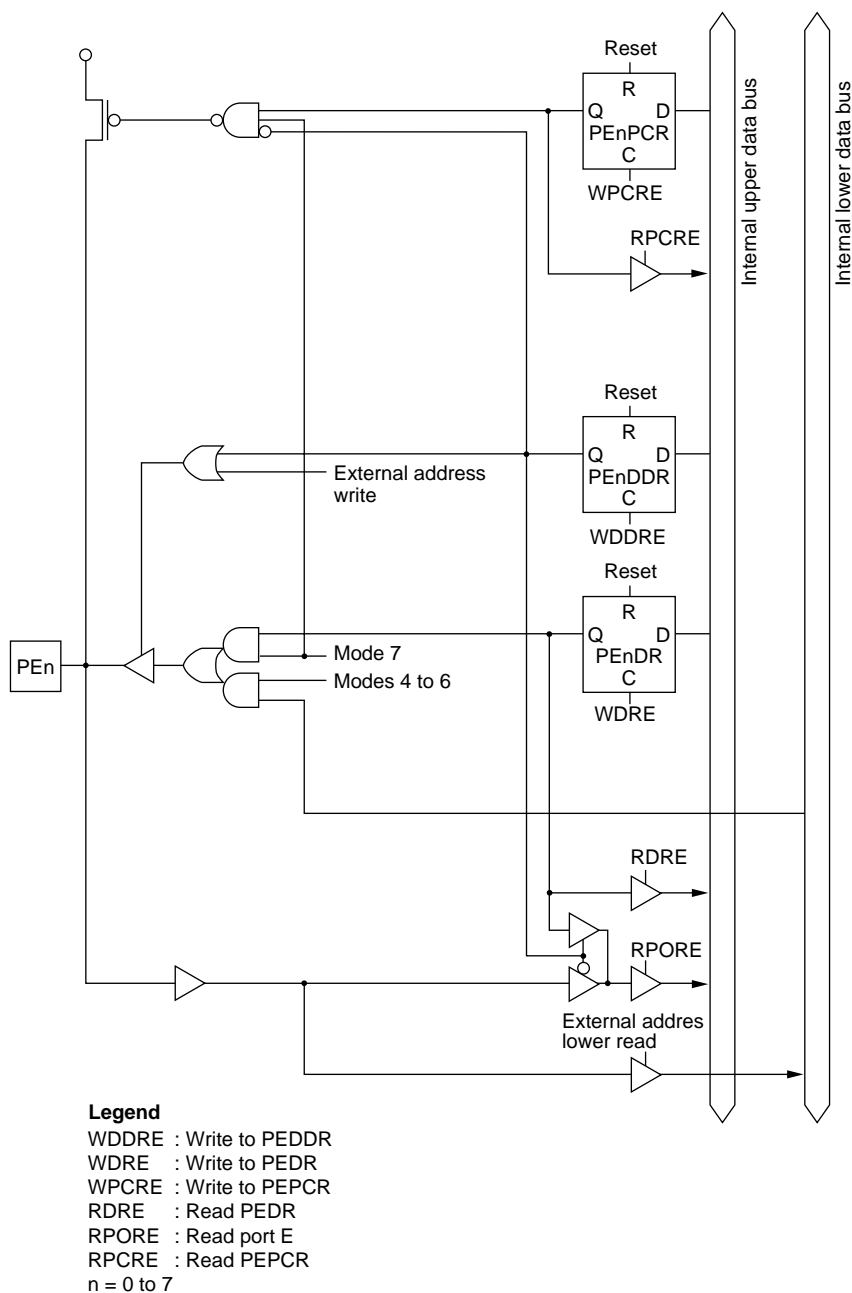 Reset
R
Q D
PEnPCR
C
WPCRE
RPCRE
Internal upper data bus
Internal lower data bus
Reset
R
Q D
PEnDDR
C
WDDRE
External address
write
Reset
R
Q D
PEnDR
C
WDRE
PEn
Mode 7
Modes 4 to 6
RDRE
RPORE
External addres
lower read
Legend
WDDRE : Write to PEDDR
WDRE : Write to PEDR
WPCRE : Write to PEPCR
RDRE : Read PEDR
RPORE : Read port E
RPCRE : Read PEPCR
n = 0 to 7